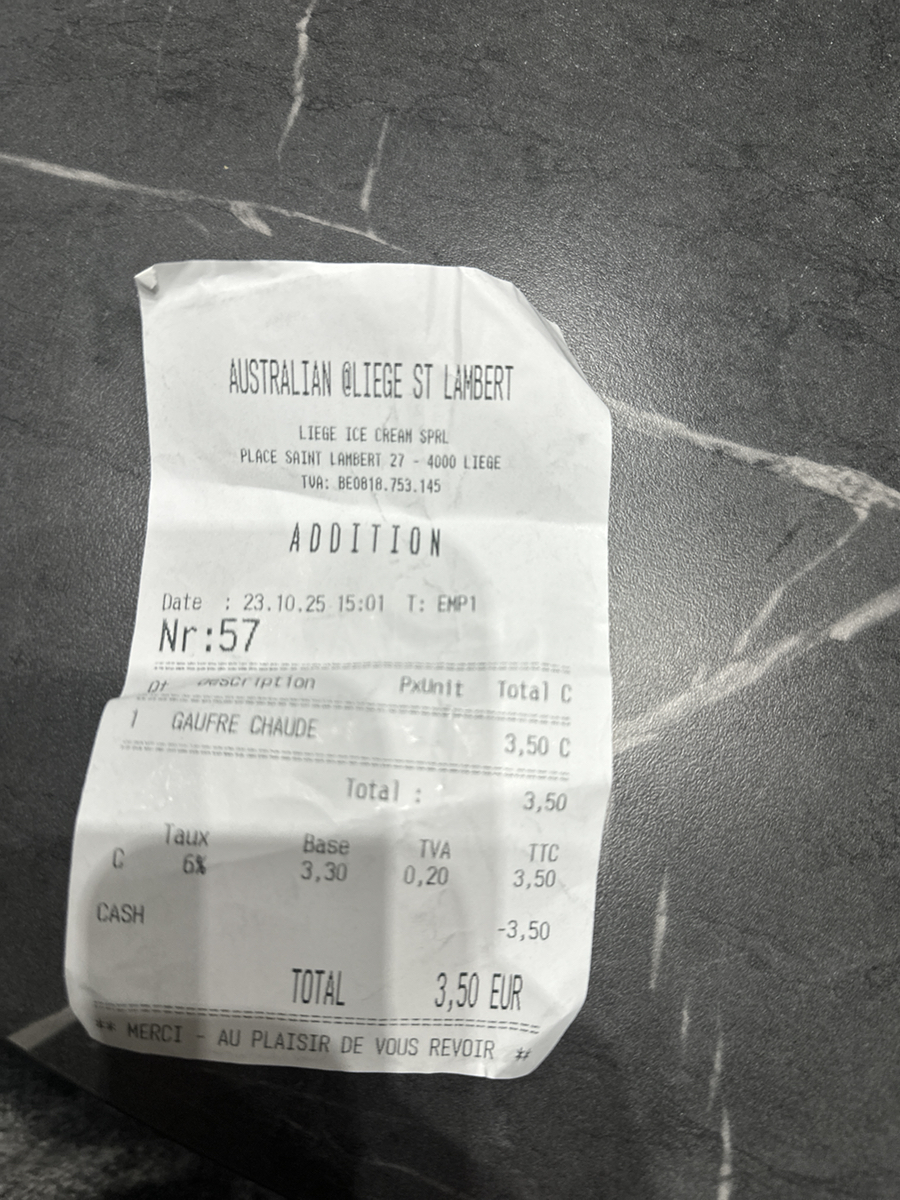 AUSTRALIAN @LIEGE ST LAMBERT
LIEGE ICE CREAM SPRL
PLACE SAINT LAMBERT 27 - 4000 LIEGE
TVA: BE0818.753.145
ADDITION
Date : 23.10.25 15:01 T: EMP1
Nr:57
Qt Description PxUnit Total C
1 GAUFRE CHAUDE 3,50 C
Total : 3,50
Taux Base TVA TTC
C 6% 3,30 0,20 3,50
CASH -3,50
TOTAL 3,50 EUR
** MERCI - AU PLAISIR DE VOUS REVOIR **